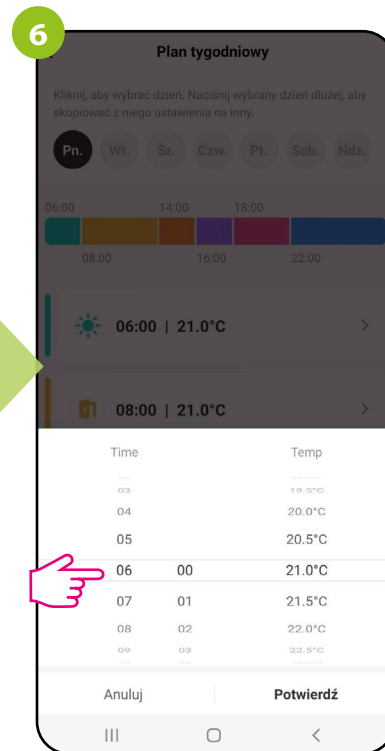 6
Plan tygodniowy
Kliknij, aby wybrać dzień. Naciśnij wybrany dzień dłużej, aby
skopiować z niego ustawienia na inny.
Pn. Wt. Śr. Czw. Pt. Sob. Ndz.
06:00 14:00 18:00
08:00 16:00 22:00
06:00 | 21.0°C
08:00 | 21.0°C
Time Temp
03 19.5°C
04 20.0°C
05 20.5°C
06 00 21.0°C
07 01 21.5°C
08 02 22.0°C
09 03 22.5°C
Anuluj Potwierdź